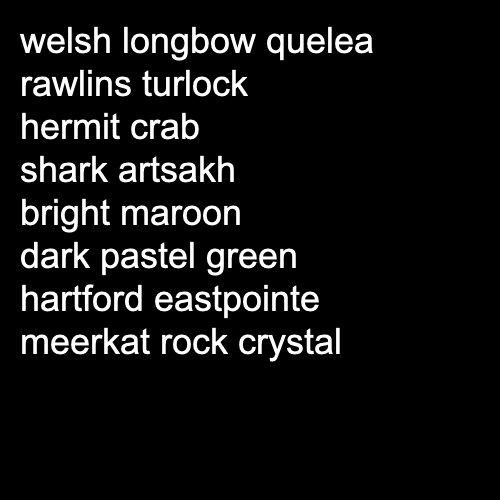 welsh longbow quelea
rawlins turlock
hermit crab
shark artsakh
bright maroon
dark pastel green
hartford eastpointe
meerkat rock crystal